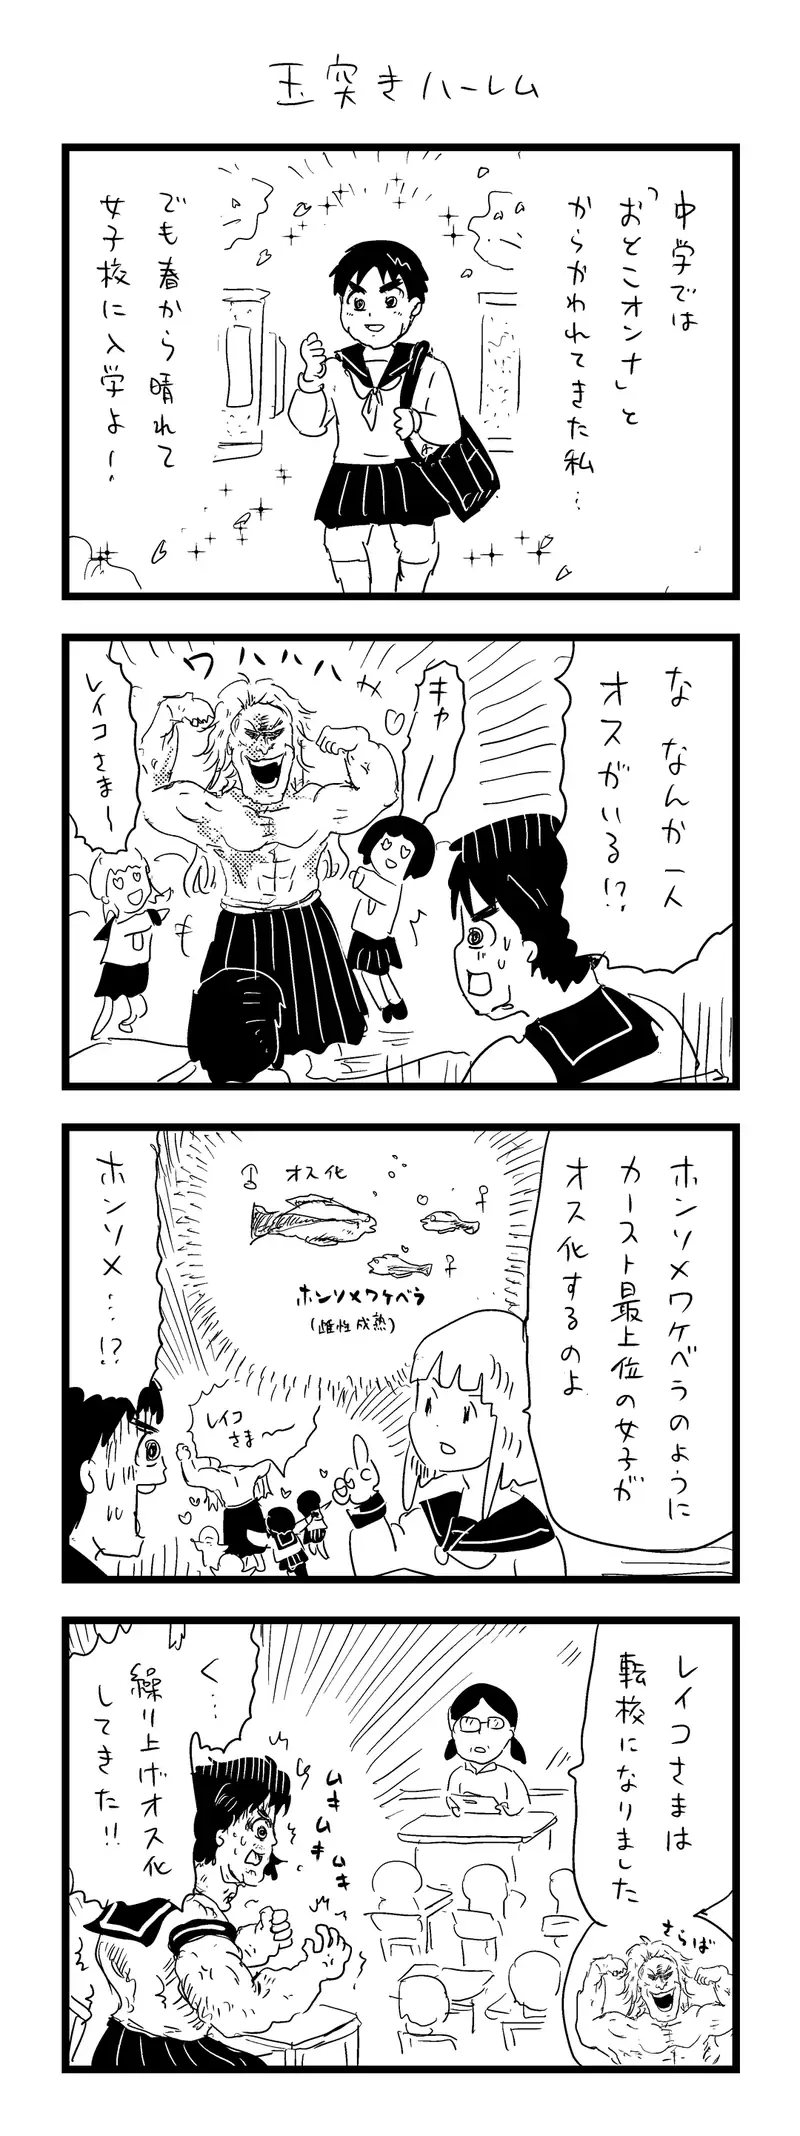 玉突きハーレム
中学では
「おとこオンナ」と
からかわれてきた私…
でも春から晴れて
女子校に入学よー
な なんか一人
オスがいる!?
キャー
ワハハハハ
レイコさま〜
ホンソメワケベラのように
カースト最上位の女子が
オス化するのよ
♂ オス化
♀
♀
ホンソメワケベラ
(雌性成熟)
レイコ
さま〜
ホンソメ…!?
レイコさまは
転校になりました
さらば
ムキムキムキ
く…
繰り上げオス化
してきた!!